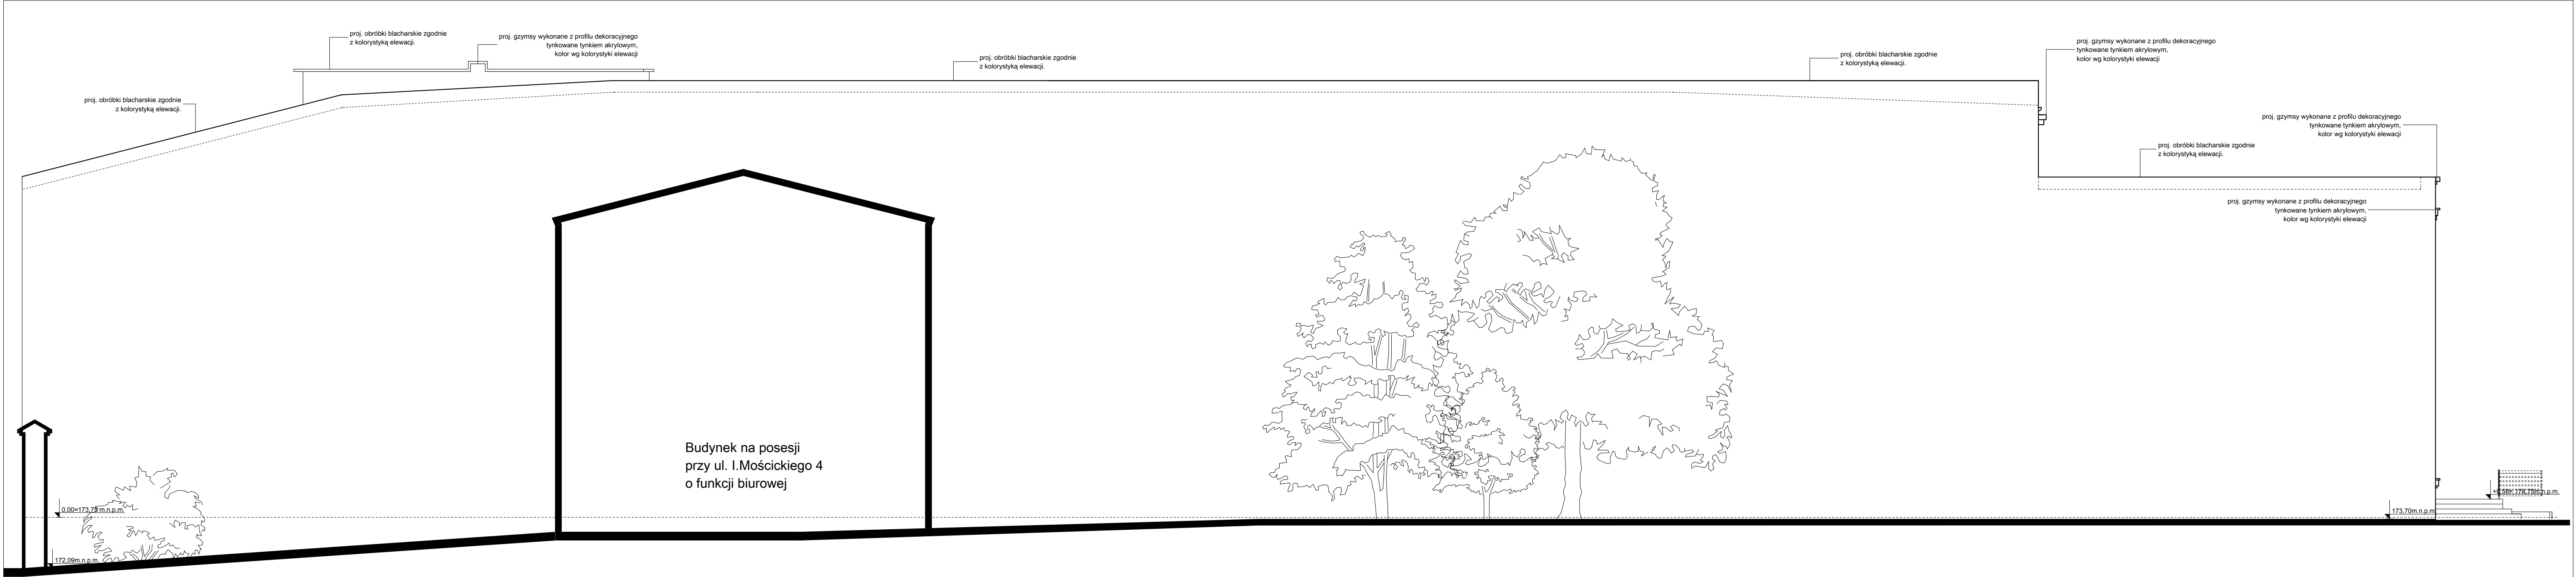 proj. obróbki blacharskie zgodnie
z kolorystyką elewacji.
proj. gzymsy wykonane z profilu dekoracyjnego
tynkowane tynkiem akrylowym,
kolor wg kolorystyki elewacji
proj. obróbki blacharskie zgodnie
z kolorystyką elewacji.
proj. obróbki blacharskie zgodnie
z kolorystyką elewacji.
proj. gzymsy wykonane z profilu dekoracyjnego
tynkowane tynkiem akrylowym,
kolor wg kolorystyki elewacji
proj. obróbki blacharskie zgodnie
z kolorystyką elewacji.
proj. gzymsy wykonane z profilu dekoracyjnego
tynkowane tynkiem akrylowym,
kolor wg kolorystyki elewacji
proj. obróbki blacharskie zgodnie
z kolorystyką elewacji.
proj. gzymsy wykonane z profilu dekoracyjnego
tynkowane tynkiem akrylowym,
kolor wg kolorystyki elewacji
Budynek na posesji
przy ul. I.Mościckiego 4
o funkcji biurowej
0,00=173,75 m.n.p.m.
173,70m.n.p.m.
172,09m.n.p.m.